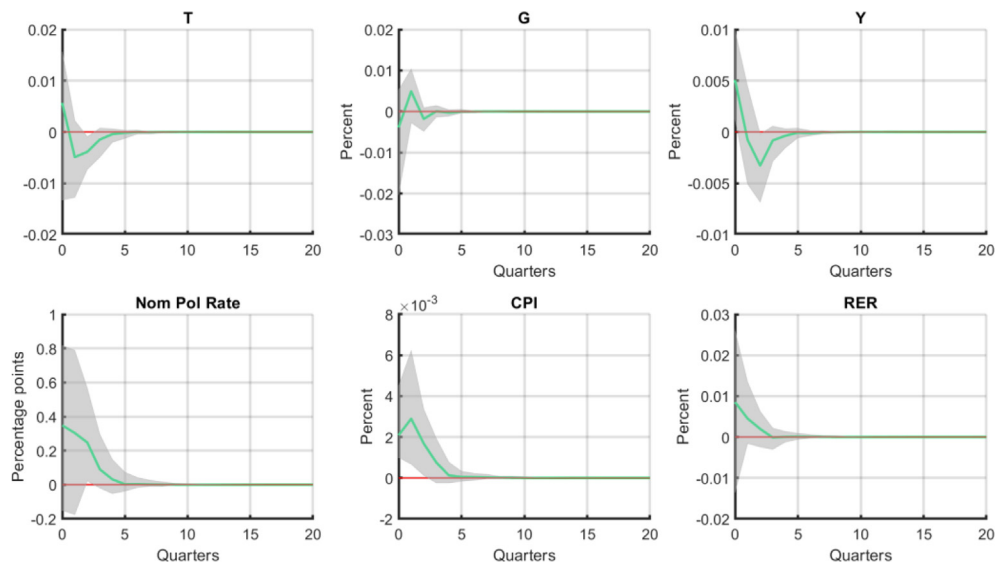 T
0.02
0.01
0
-0.01
-0.02
0 5 10 15 20
G
Percent
0.02
0.01
0
-0.01
-0.02
-0.03
0 5 10 15 20
Quarters
Y
Percent
0.01
0.005
0
-0.005
-0.01
0 5 10 15 20
Quarters
Nom Pol Rate
Percentage points
1
0.8
0.6
0.4
0.2
0
-0.2
0 5 10 15 20
Quarters
CPI
×10⁻³
Percent
8
6
4
2
0
-2
0 5 10 15 20
Quarters
RER
Percent
0.03
0.02
0.01
0
-0.01
-0.02
0 5 10 15 20
Quarters